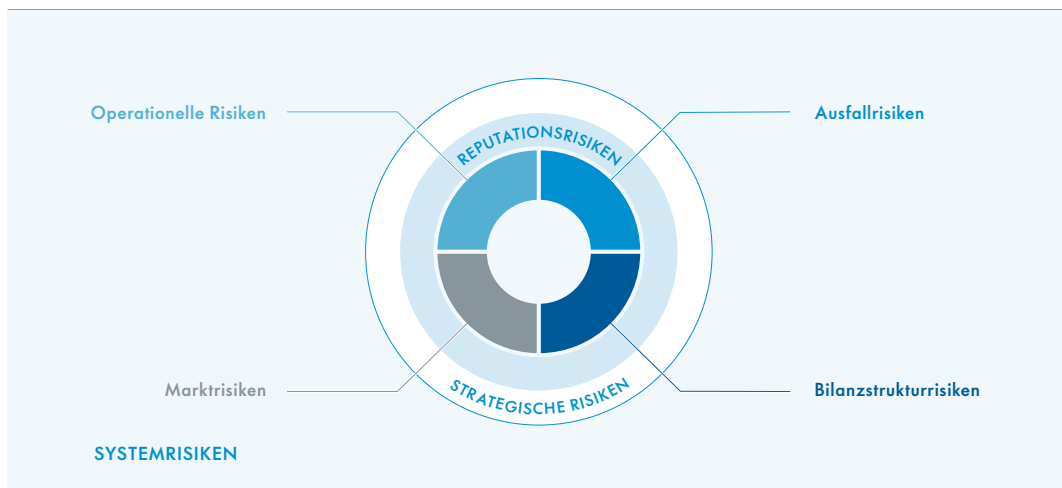 Operationelle Risiken
Ausfallrisiken
REPUTATIONSRISIKEN
Marktrisiken
STRATEGISCHE RISIKEN
Bilanzstrukturrisiken
SYSTEMRISIKEN